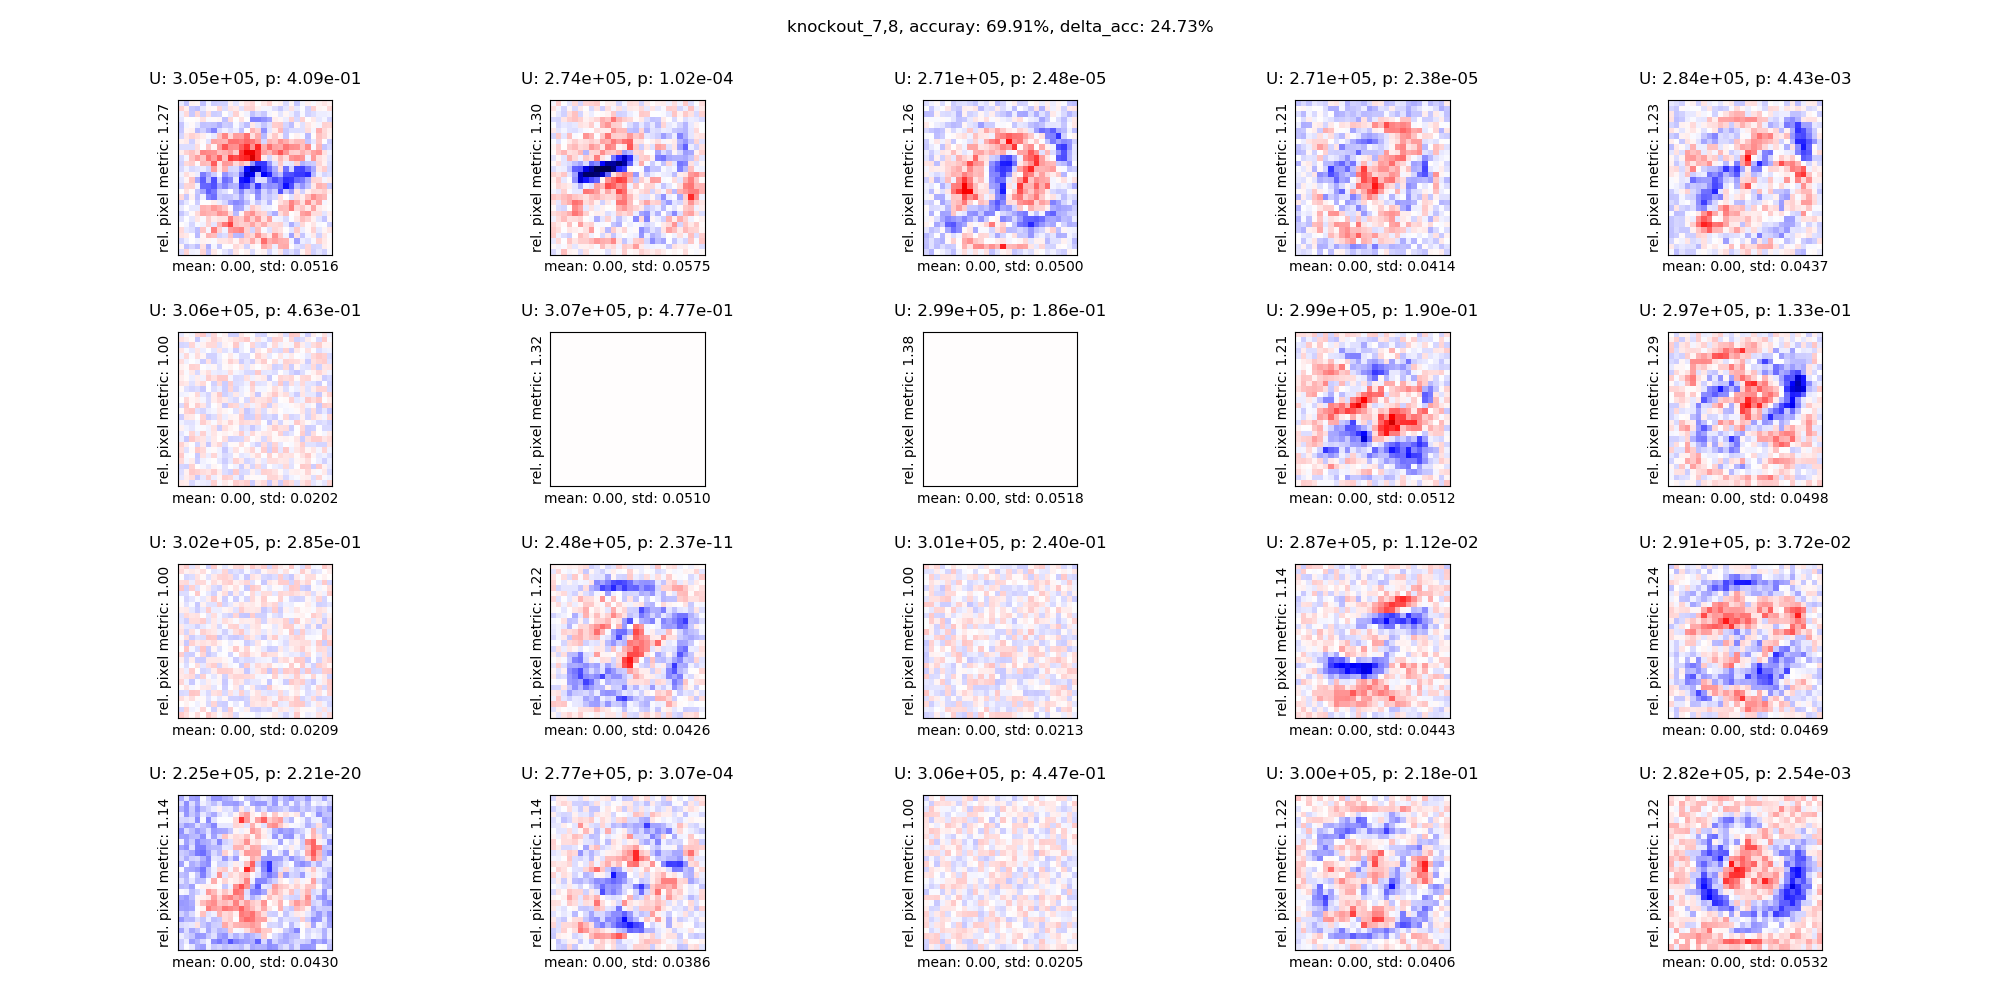 knockout_7,8, accuray: 69.91%, delta_acc: 24.73%
U: 3.05e+05, p: 4.09e-01
rel. pixel metric: 1.27
mean: 0.00, std: 0.0516
U: 2.74e+05, p: 1.02e-04
rel. pixel metric: 1.30
mean: 0.00, std: 0.0575
U: 2.71e+05, p: 2.48e-05
rel. pixel metric: 1.26
mean: 0.00, std: 0.0500
U: 2.71e+05, p: 2.38e-05
rel. pixel metric: 1.21
mean: 0.00, std: 0.0414
U: 2.84e+05, p: 4.43e-03
rel. pixel metric: 1.23
mean: 0.00, std: 0.0437
U: 3.06e+05, p: 4.63e-01
rel. pixel metric: 1.00
mean: 0.00, std: 0.0202
U: 3.07e+05, p: 4.77e-01
rel. pixel metric: 1.32
mean: 0.00, std: 0.0510
U: 2.99e+05, p: 1.86e-01
rel. pixel metric: 1.38
mean: 0.00, std: 0.0518
U: 2.99e+05, p: 1.90e-01
rel. pixel metric: 1.21
mean: 0.00, std: 0.0512
U: 2.97e+05, p: 1.33e-01
rel. pixel metric: 1.29
mean: 0.00, std: 0.0498
U: 3.02e+05, p: 2.85e-01
rel. pixel metric: 1.00
mean: 0.00, std: 0.0209
U: 2.48e+05, p: 2.37e-11
rel. pixel metric: 1.22
mean: 0.00, std: 0.0426
U: 3.01e+05, p: 2.40e-01
rel. pixel metric: 1.00
mean: 0.00, std: 0.0213
U: 2.87e+05, p: 1.12e-02
rel. pixel metric: 1.14
mean: 0.00, std: 0.0443
U: 2.91e+05, p: 3.72e-02
rel. pixel metric: 1.24
mean: 0.00, std: 0.0469
U: 2.25e+05, p: 2.21e-20
rel. pixel metric: 1.14
mean: 0.00, std: 0.0430
U: 2.77e+05, p: 3.07e-04
rel. pixel metric: 1.14
mean: 0.00, std: 0.0386
U: 3.06e+05, p: 4.47e-01
rel. pixel metric: 1.00
mean: 0.00, std: 0.0205
U: 3.00e+05, p: 2.18e-01
rel. pixel metric: 1.22
mean: 0.00, std: 0.0406
U: 2.82e+05, p: 2.54e-03
rel. pixel metric: 1.22
mean: 0.00, std: 0.0532